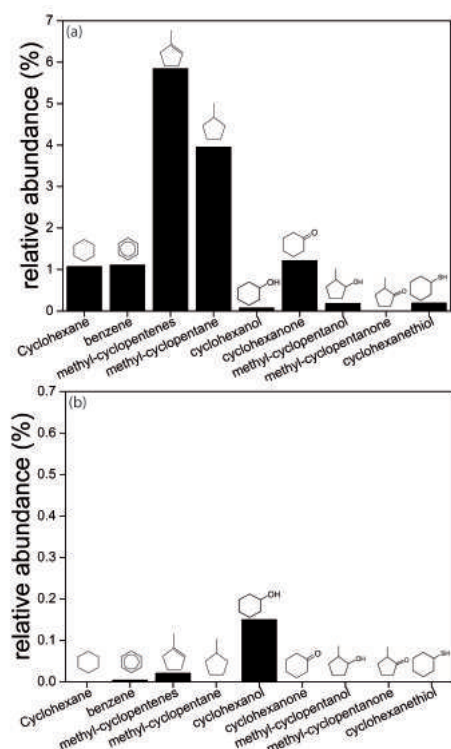 (a)
relative abundance (%)
7
6
5
4
3
2
1
0
OH
O
OH
O
SH
Cyclohexane
benzene
methyl-cyclopentenes
methyl-cyclopentane
cyclohexanol
cyclohexanone
methyl-cyclopentanol
methyl-cyclopentanone
cyclohexanethiol
(b)
relative abundance (%)
0.7
0.6
0.5
0.4
0.3
0.2
0.1
0.0
OH
O
OH
O
SH
Cyclohexane
benzene
methyl-cyclopentenes
methyl-cyclopentane
cyclohexanol
cyclohexanone
methyl-cyclopentanol
methyl-cyclopentanone
cyclohexanethiol